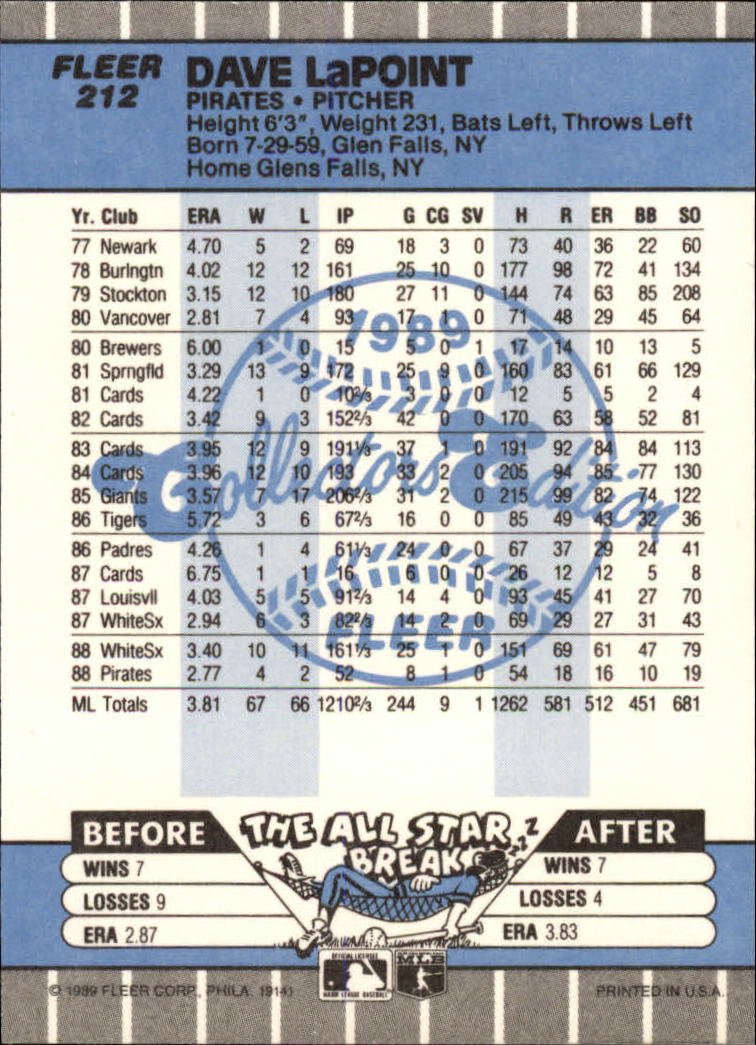 FLEER
212
DAVE LaPOINT
PIRATES • PITCHER
Height 6'3", Weight 231, Bats Left, Throws Left
Born 7-29-59, Glen Falls, NY
Home Glens Falls, NY
Yr. Club ERA W L IP G CG SV H R ER BB SO
77 Newark 4.70 5 2 69 18 3 0 73 40 36 22 60
78 Burlngtn 4.02 12 12 161 25 10 0 177 98 72 41 134
79 Stockton 3.15 12 10 180 27 11 0 144 74 63 85 208
80 Vancover 2.81 7 4 93 17 1 0 71 48 29 45 64
80 Brewers 6.00 1 0 15 5 0 1 17 14 10 13 5
81 Sprngfld 3.29 13 9 172 25 9 0 160 83 61 66 129
81 Cards 4.22 1 0 10⅔ 3 0 0 12 5 5 2 4
82 Cards 3.42 9 3 152⅔ 42 0 0 170 63 58 52 81
83 Cards 3.95 12 9 191⅓ 37 1 0 191 92 84 84 113
84 Cards 3.96 12 10 193 33 2 0 205 94 85 77 130
85 Giants 3.57 7 17 206⅔ 31 2 0 215 99 82 74 122
86 Tigers 5.72 3 6 67⅔ 16 0 0 85 49 43 32 36
86 Padres 4.26 1 4 61⅓ 24 0 0 67 37 29 24 41
87 Cards 6.75 1 1 16 6 0 0 26 12 12 5 8
87 Louisvll 4.03 5 5 91⅔ 14 4 0 93 45 41 27 70
87 WhiteSx 2.94 6 3 82⅔ 14 2 0 69 29 27 31 43
88 WhiteSx 3.40 10 11 161⅓ 25 1 0 151 69 61 47 79
88 Pirates 2.77 4 2 52 8 1 0 54 18 16 10 19
ML Totals 3.81 67 66 1210⅔ 244 9 1 1262 581 512 451 681
1989
Collectors' Edition
FLEER
BEFORE THE ALL STAR AFTER
BREAK ZZZZ
WINS 7 WINS 7
LOSSES 9 LOSSES 4
ERA 2.87 ERA 3.83
OFFICIAL LICENSEE
MAJOR LEAGUE BASEBALL
MLB
© 1989 FLEER CORP., PHILA. 19141 PRINTED IN U.S.A.